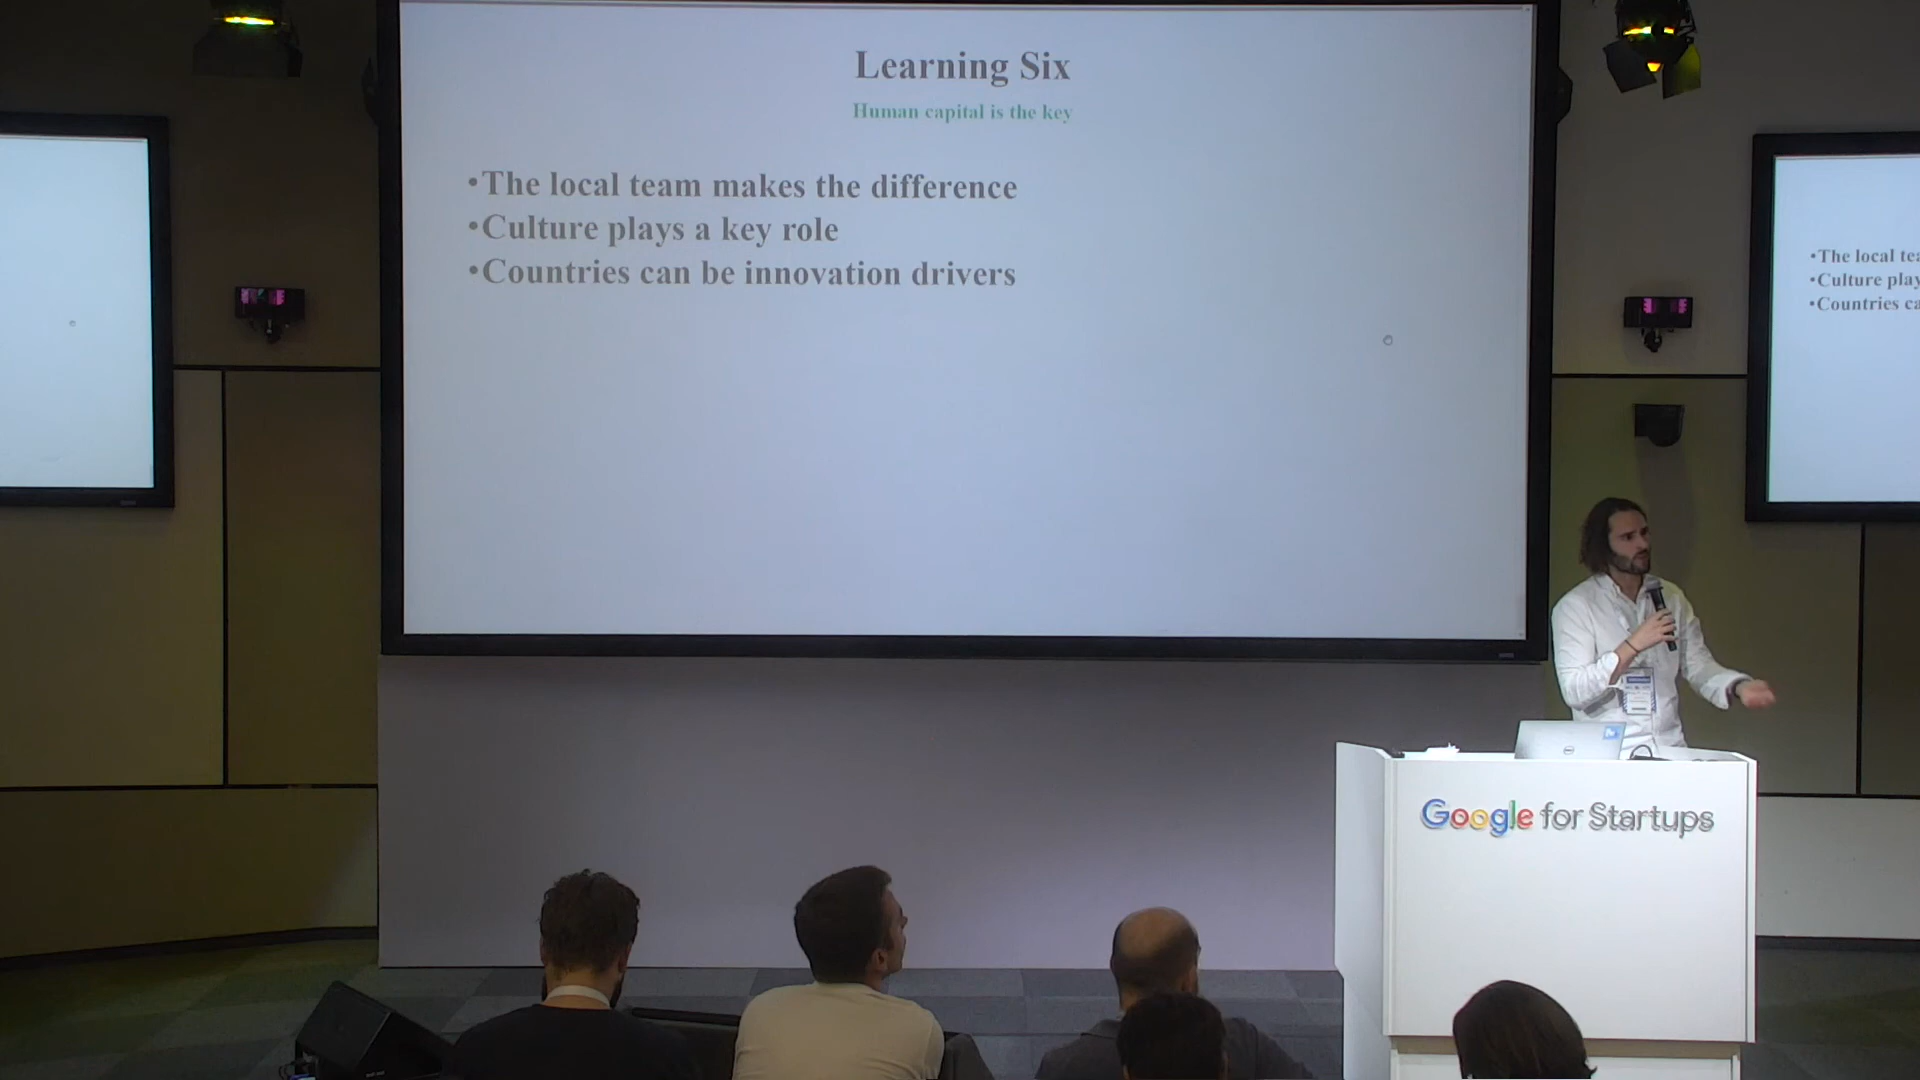 Learning Six
Human capital is the key
•The local team makes the difference
•Culture plays a key role
•Countries can be innovation drivers
•The local tea
•Culture play
•Countries ca
Google for Startups